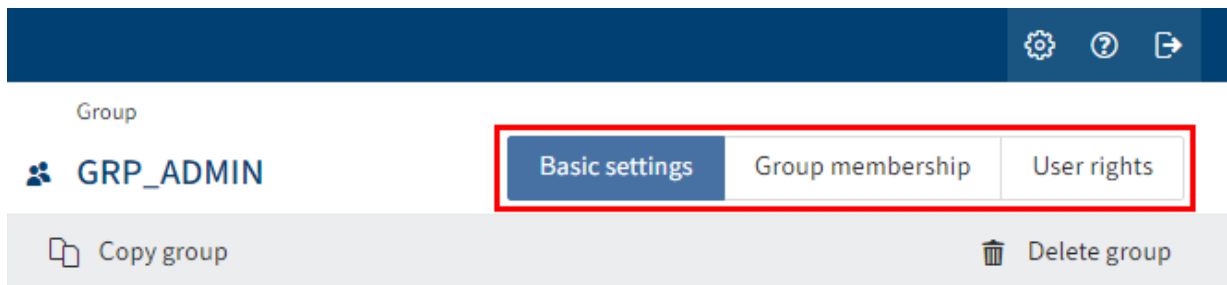 Group
GRP_ADMIN
Basic settings
Group membership
User rights
Copy group
Delete group